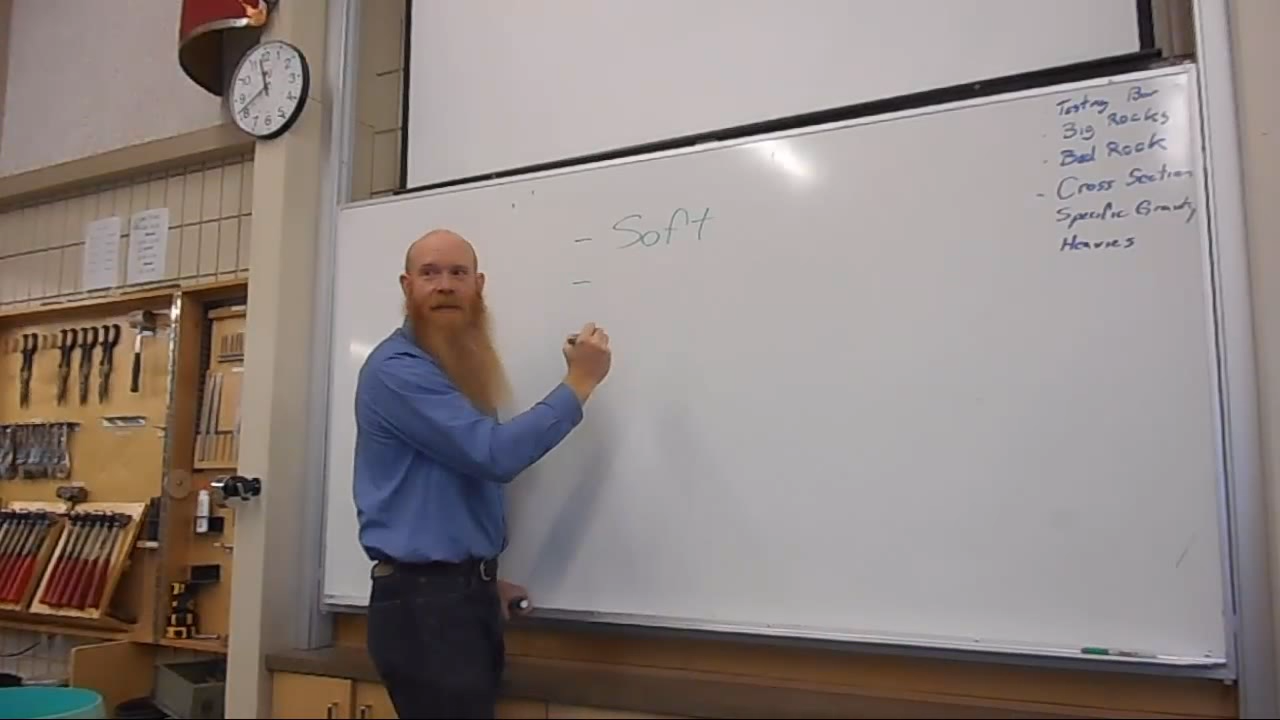 - Soft
-
Testing Bar
- Big Rocks
- Bed Rock
- Cross Section
Specific Gravity
Heavies